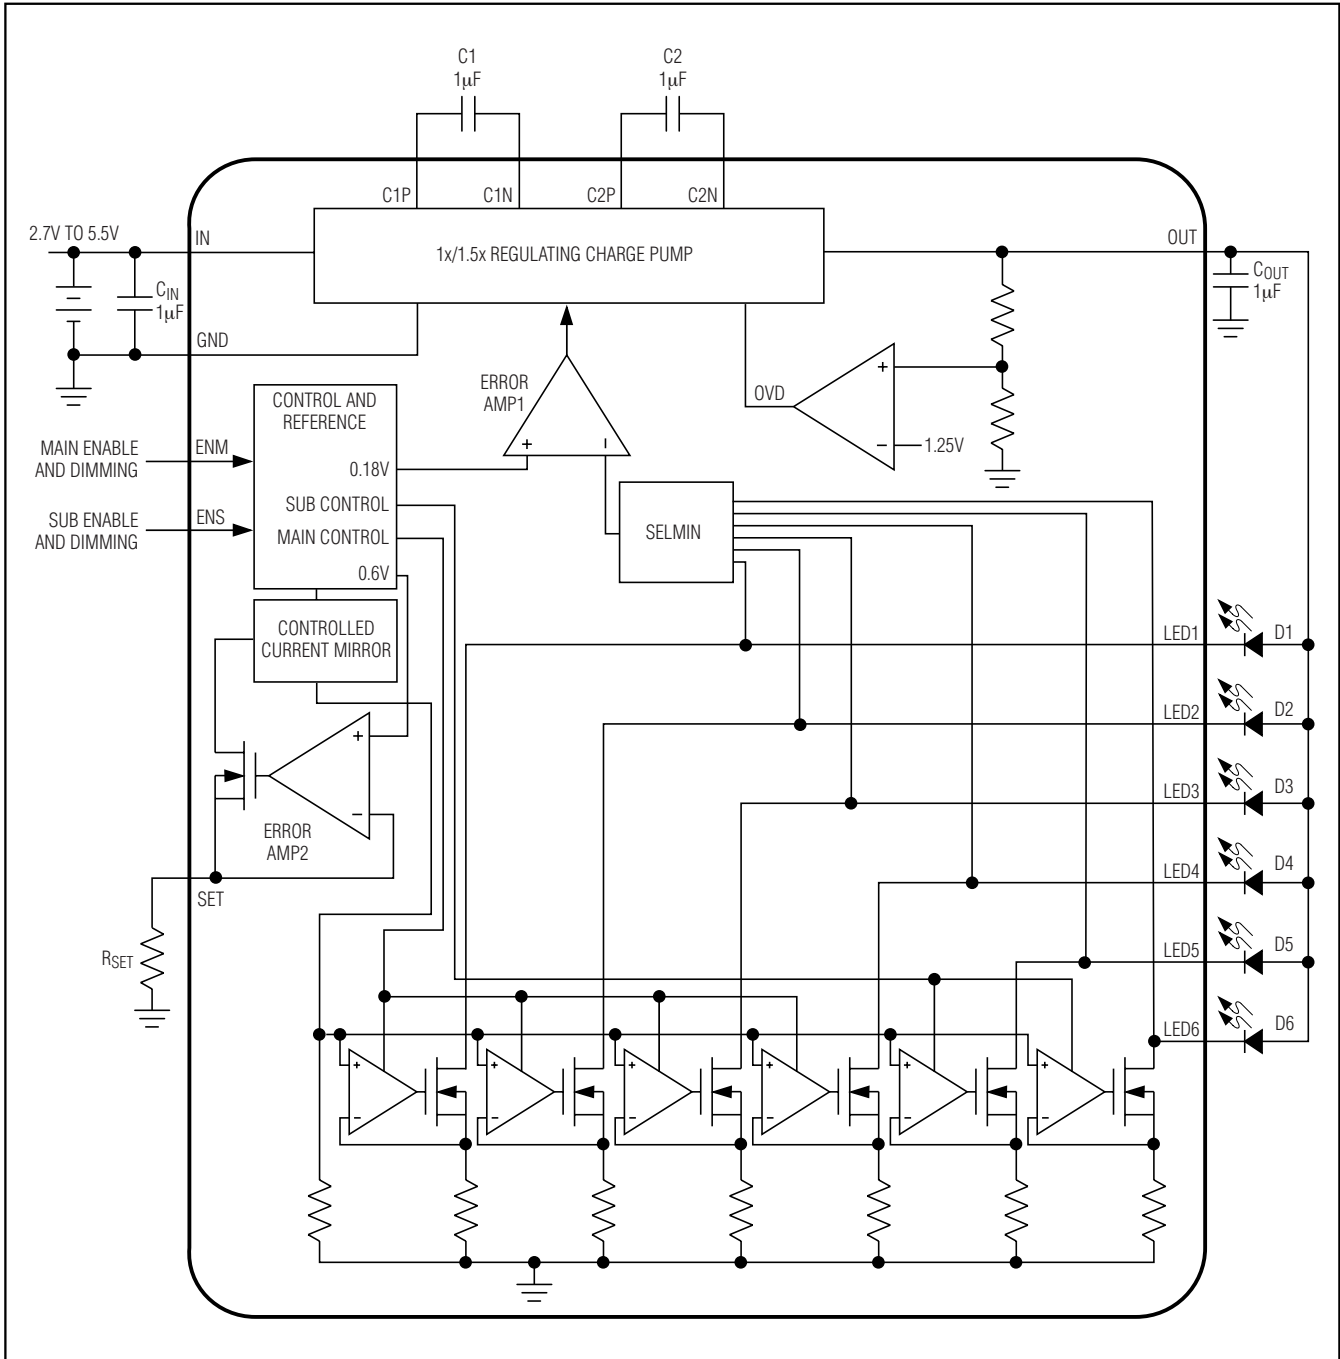 C1
1µF
C2
1µF
C1P
C1N
C2P
C2N
2.7V TO 5.5V
IN
1x/1.5x REGULATING CHARGE PUMP
OUT
CIN
1µF
COUT
1µF
GND
ERROR
AMP1
OVD
+
−
1.25V
CONTROL AND
REFERENCE
MAIN ENABLE
AND DIMMING
ENM
0.18V
+
−
SUB ENABLE
AND DIMMING
ENS
SUB CONTROL
MAIN CONTROL
0.6V
SELMIN
CONTROLLED
CURRENT MIRROR
LED1
D1
LED2
D2
+
−
ERROR
AMP2
LED3
D3
LED4
D4
SET
RSET
LED5
D5
LED6
D6
+ + + + + +
− − − − − −